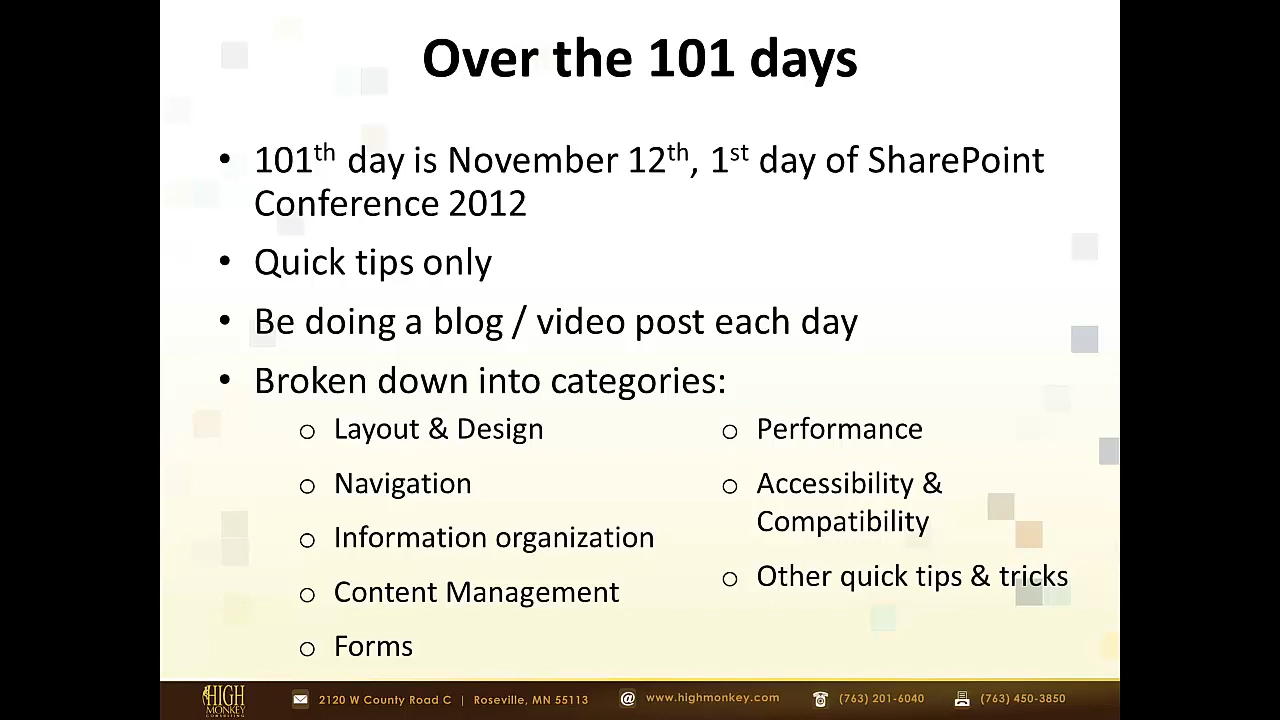 Over the 101 days
• 101th day is November 12th, 1st day of SharePoint
Conference 2012
• Quick tips only
• Be doing a blog / video post each day
• Broken down into categories:
o Layout & Design
o Navigation
o Information organization
o Content Management
o Forms
o Performance
o Accessibility &
Compatibility
o Other quick tips & tricks
HIGH
MONKEY
CONSULTING
2120 W County Road C | Roseville, MN 55113
www.highmonkey.com
(763) 201-6040
(763) 450-3850